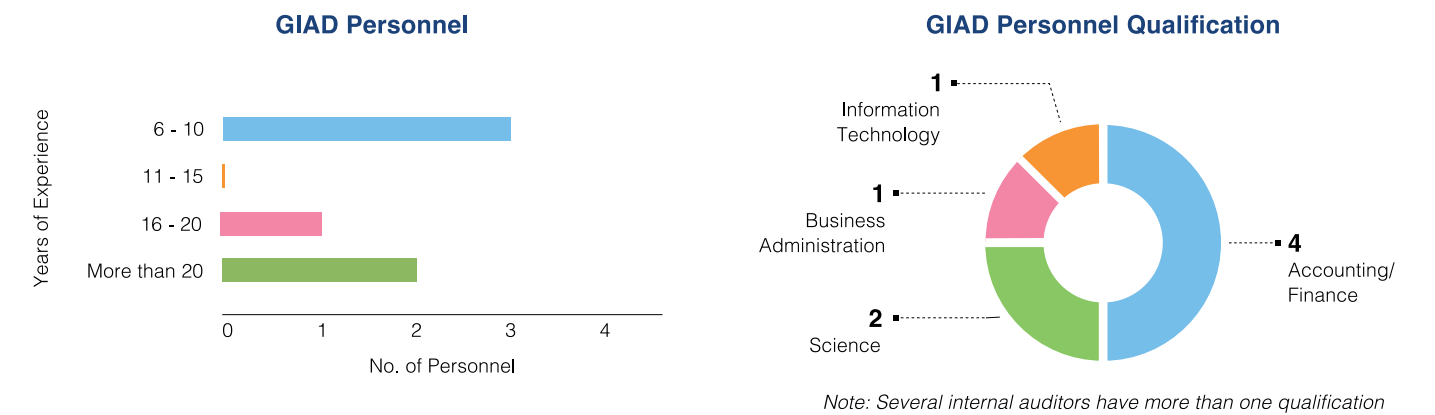 GIAD Personnel
Years of Experience
6 - 10
11 - 15
16 - 20
More than 20
0 1 2 3 4
No. of Personnel
GIAD Personnel Qualification
1
Information
Technology
1
Business
Administration
2
Science
4
Accounting/
Finance
Note: Several internal auditors have more than one qualification